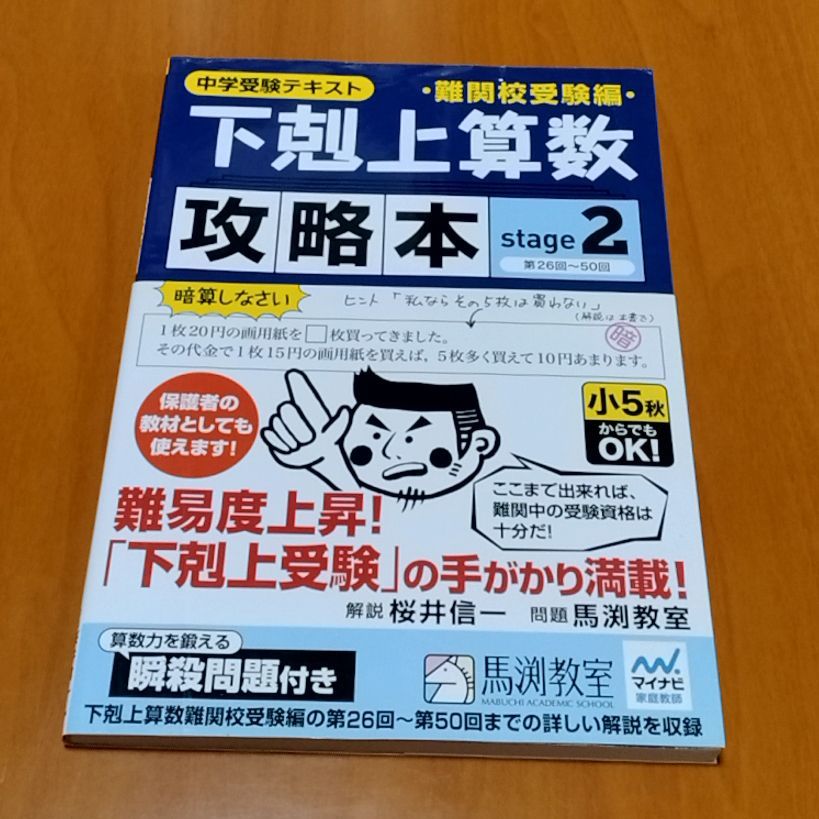 中学受験テキスト
・難関校受験編・
下剋上算数
攻略本
stage 2
第26回〜50回
暗算しなさい
ヒント 「私ならその5枚は買わない」
(解説は本書で)
1枚20円の画用紙を□枚買ってきました。
暗
その代金で1枚15円の画用紙を買えば，5枚多く買えて10円あまります。
保護者の
教材としても
使えます!
小5秋
からでも
OK!
ここまで出来れば、
難関中の受験資格は
十分だ!
難易度上昇!
「下剋上受験」の手がかり満載!
解説 桜井信一 問題 馬渕教室
算数力を鍛える
瞬殺問題付き
馬渕教室
MABUCHI ACADEMIC SCHOOL
マイナビ
家庭教師
下剋上算数難関校受験編の第26回〜第50回までの詳しい解説を収録